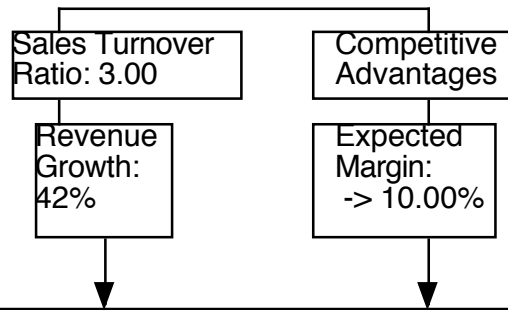 Sales Turnover
Ratio: 3.00
Competitive
Advantages
Revenue
Growth:
42%
Expected
Margin:
-> 10.00%